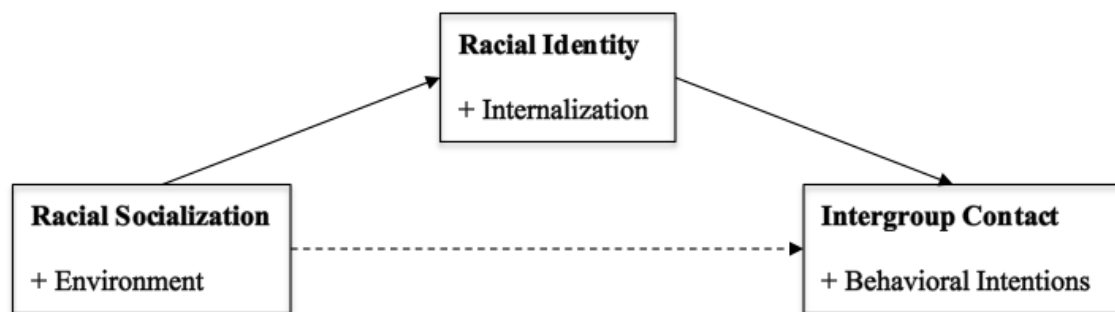 Racial Identity
+ Internalization
Racial Socialization
+ Environment
Intergroup Contact
+ Behavioral Intentions